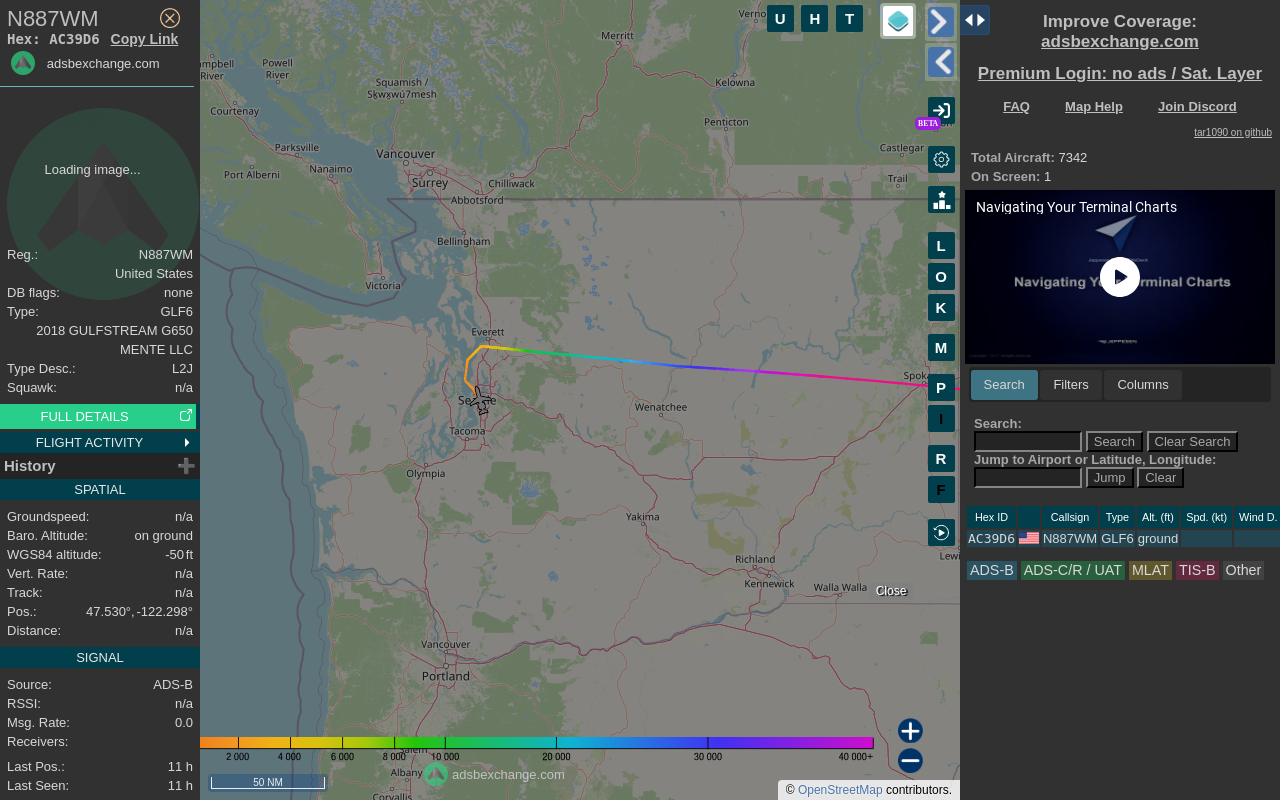 N887WM
Hex: AC39D6 Copy Link
adsbexchange.com
Loading image...
Reg.: N887WM
United States
DB flags: none
Type: GLF6
2018 GULFSTREAM G650
MENTE LLC
Type Desc.: L2J
Squawk: n/a
FULL DETAILS
FLIGHT ACTIVITY
History
SPATIAL
Groundspeed: n/a
Baro. Altitude: on ground
WGS84 altitude: -50 ft
Vert. Rate: n/a
Track: n/a
Pos.: 47.530°, -122.298°
Distance: n/a
SIGNAL
Source: ADS-B
RSSI: n/a
Msg. Rate: 0.0
Receivers:
Last Pos.: 11 h
Last Seen: 11 h
U H T
BETA
L
O
K
M
P
I
R
F
Merritt
Powell
River
River
Squamish /
Sḵwx̱wú7mesh
Kelowna
Courtenay
Penticton
Parksville
Vancouver
Castlegar
Nanaimo
Port Alberni
Surrey
Chilliwack
Trail
Abbotsford
Bellingham
Victoria
Everett
Wenatchee
Tacoma
Olympia
Yakima
Richland
Kennewick
Walla Walla
Close
Vancouver
Portland
Albany
Corvallis
2 000 4 000 6 000 8 000 10 000 20 000 30 000 40 000+
adsbexchange.com
50 NM
© OpenStreetMap contributors.
Improve Coverage:
adsbexchange.com
Premium Login: no ads / Sat. Layer
FAQ Map Help Join Discord
tar1090 on github
Total Aircraft: 7342
On Screen: 1
Navigating Your Terminal Charts
Navigating Yo rminal Charts
JEPPESEN
Search Filters Columns
Search:
Search Clear Search
Jump to Airport or Latitude, Longitude:
Jump Clear
Hex ID Callsign Type Alt. (ft) Spd. (kt) Wind D.
AC39D6 N887WM GLF6 ground
ADS-B ADS-C/R / UAT MLAT TIS-B Other